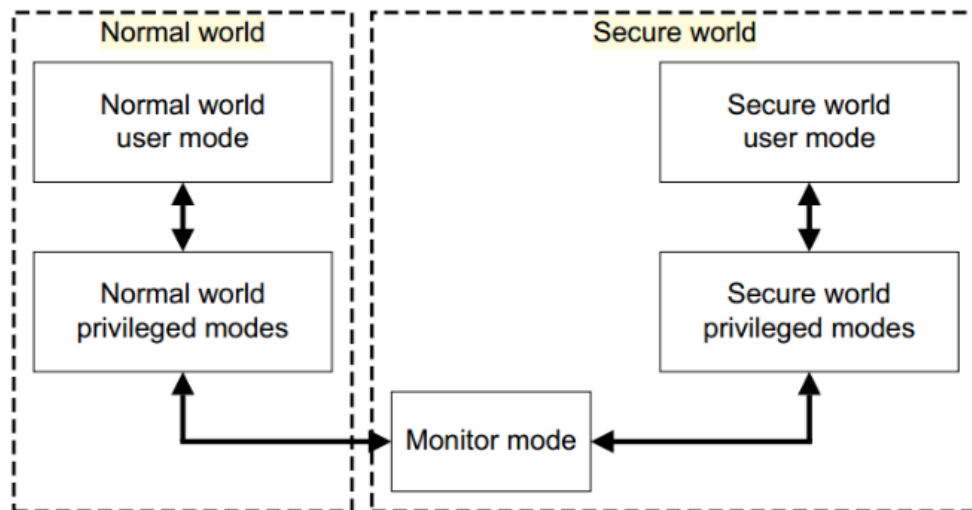 Normal world
Secure world
Normal world
user mode
Secure world
user mode
Normal world
privileged modes
Secure world
privileged modes
Monitor mode